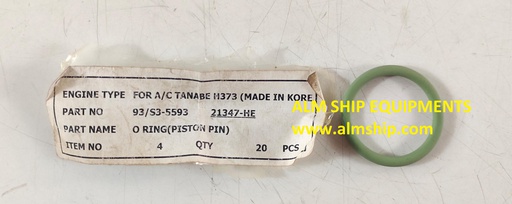 ENGINE TYPE FOR A/C TANABE H373 (MADE IN KORE
PART NO 93/S3-5593 21347-HE
PART NAME O RING(PISTON PIN)
ITEM NO 4 QTY 20 PCS
ALM SHIP EQUIPMENTS
www.almship.com